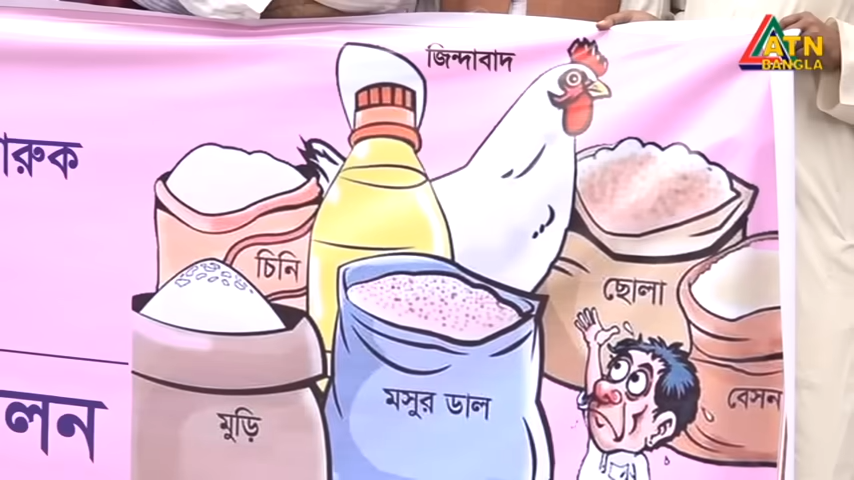 জিন্দাবাদ
ATN
BANGLA
ারুক
চিনি
ছোলা
মসুর ডাল
বেসন
মুড়ি
লন